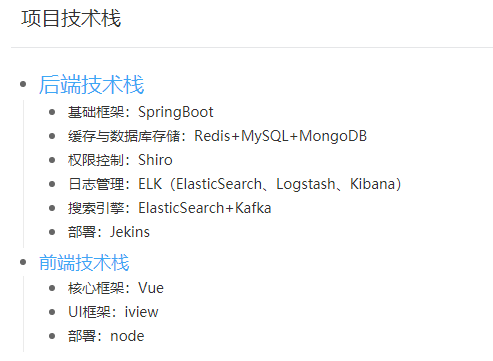 项目技术栈
后端技术栈
基础框架：SpringBoot
缓存与数据库存储：Redis+MySQL+MongoDB
权限控制：Shiro
日志管理：ELK（ElasticSearch、Logstash、Kibana）
搜索引擎：ElasticSearch+Kafka
部署：Jekins
前端技术栈
核心框架：Vue
UI框架：iview
部署：node